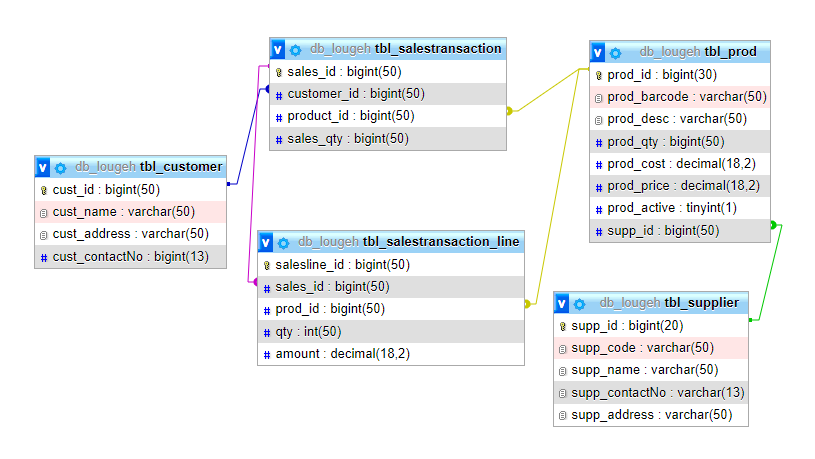 v db_lougeh tbl_salestransaction
sales_id : bigint(50)
# customer_id : bigint(50)
# product_id : bigint(50)
# sales_qty : bigint(50)
v db_lougeh tbl_prod
prod_id : bigint(30)
prod_barcode : varchar(50)
prod_desc : varchar(50)
# prod_qty : bigint(50)
# prod_cost : decimal(18,2)
# prod_price : decimal(18,2)
# prod_active : tinyint(1)
# supp_id : bigint(50)
v db_lougeh tbl_customer
cust_id : bigint(50)
cust_name : varchar(50)
cust_address : varchar(50)
# cust_contactNo : bigint(13)
v db_lougeh tbl_salestransaction_line
salesline_id : bigint(50)
# sales_id : bigint(50)
# prod_id : bigint(50)
# qty : int(50)
# amount : decimal(18,2)
v db_lougeh tbl_supplier
supp_id : bigint(20)
supp_code : varchar(50)
supp_name : varchar(50)
supp_contactNo : varchar(13)
supp_address : varchar(50)